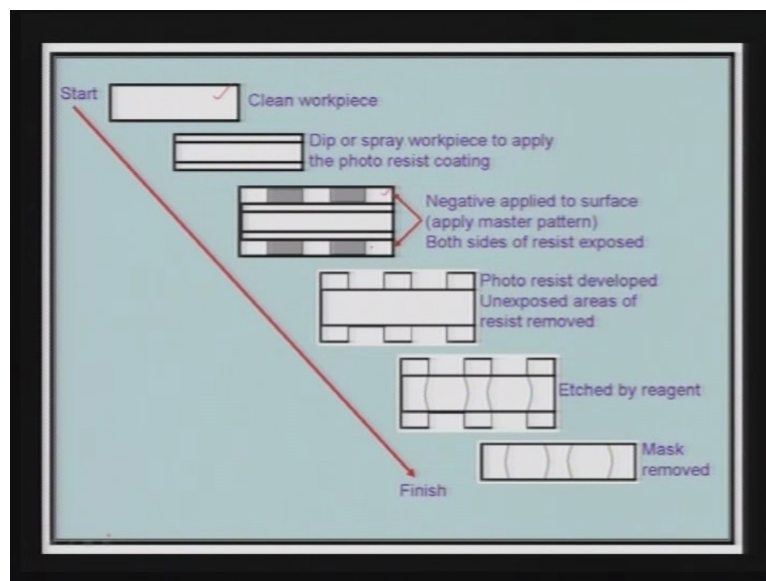 Start
Clean workpiece
Dip or spray workpiece to apply
the photo resist coating
Negative applied to surface
(apply master pattern)
Both sides of resist exposed
Photo resist developed
Unexposed areas of
resist removed
Etched by reagent
Mask
removed
Finish